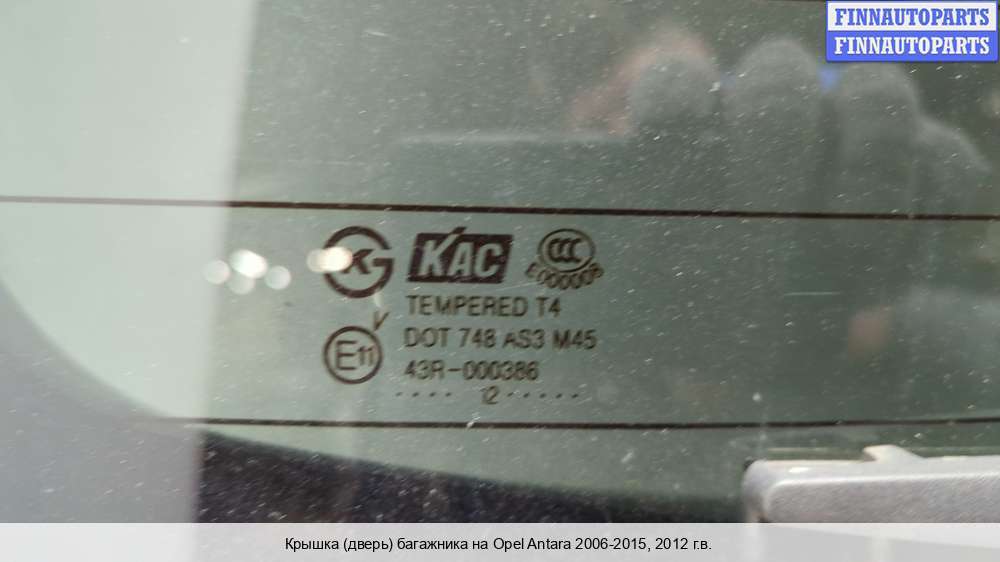 FINNAUTOPARTS
FINNAUTOPARTS
KAC
CCC
E000008
TEMPERED T4
V
E11
DOT 748 AS3 M45
43R-000386
.... 12 .....
Крышка (дверь) багажника на Opel Antara 2006-2015, 2012 г.в.